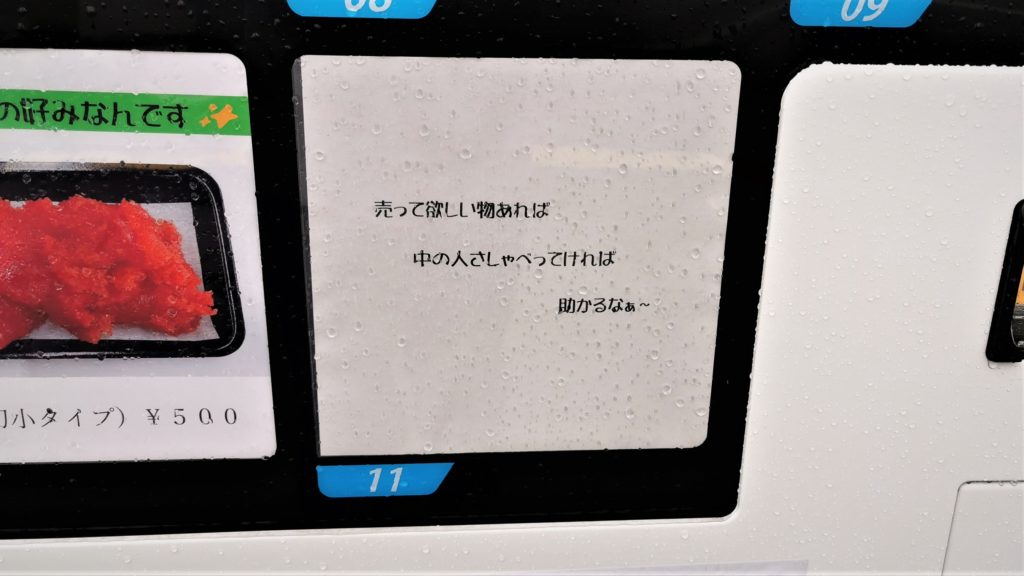 08
09
の好みなんです
売って欲しい物あれば
中の人さしゃべってければ
助かるなぁ～
小タイプ）￥５００
11